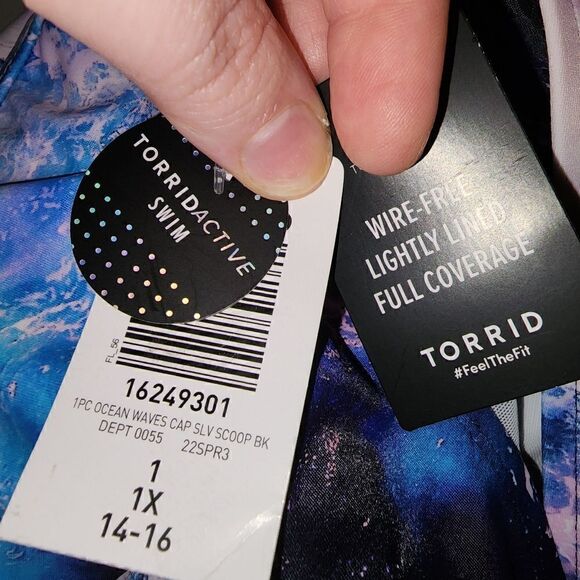 TORRIDACTIVE
SWIM
FL_56
16249301
1PC OCEAN WAVES CAP SLV SCOOP BK
DEPT 0055 22SPR3
1
1X
14-16
WIRE-FREE
LIGHTLY LINED
FULL COVERAGE
TORRID
#FeelTheFit